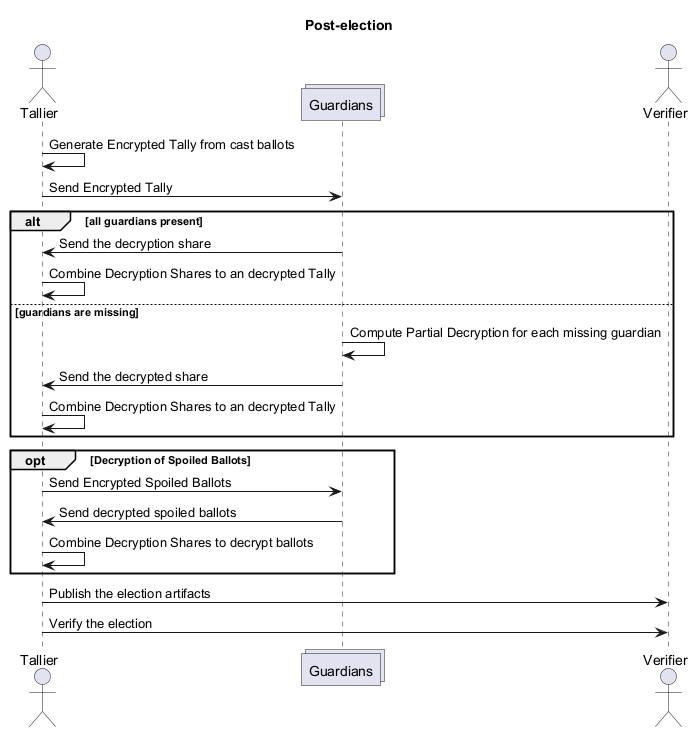 Post-election
Tallier
Guardians
Verifier
Generate Encrypted Tally from cast ballots
Send Encrypted Tally
alt [all guardians present]
Send the decryption share
Combine Decryption Shares to an decrypted Tally
[guardians are missing]
Compute Partial Decryption for each missing guardian
Send the decrypted share
Combine Decryption Shares to an decrypted Tally
opt [Decryption of Spoiled Ballots]
Send Encrypted Spoiled Ballots
Send decrypted spoiled ballots
Combine Decryption Shares to decrypt ballots
Publish the election artifacts
Verify the election
Tallier
Guardians
Verifier